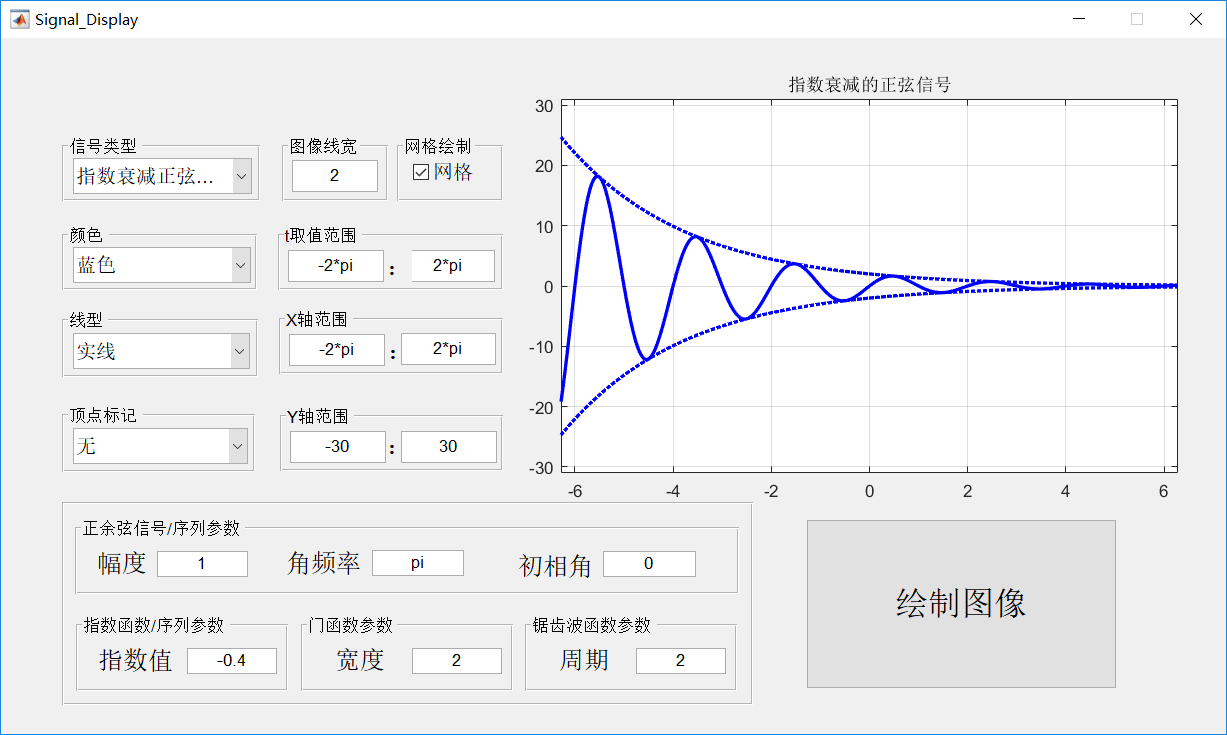 Signal_Display
信号类型
指数衰减正弦...
图像线宽
2
网格绘制
网格
颜色
蓝色
t取值范围
-2*pi : 2*pi
线型
实线
X轴范围
-2*pi : 2*pi
顶点标记
无
Y轴范围
-30 : 30
指数衰减的正弦信号
30
20
10
0
-10
-20
-30
-6 -4 -2 0 2 4 6
正余弦信号/序列参数
幅度 1 角频率 pi 初相角 0
指数函数/序列参数
指数值 -0.4
门函数参数
宽度 2
锯齿波函数参数
周期 2
绘制图像